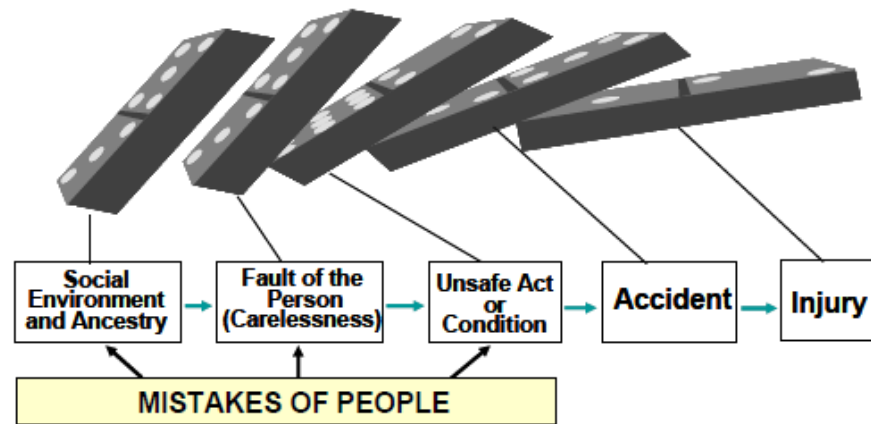 Social
Environment
and Ancestry
Fault of the
Person
(Carelessness)
Unsafe Act
or
Condition
Accident
Injury
MISTAKES OF PEOPLE